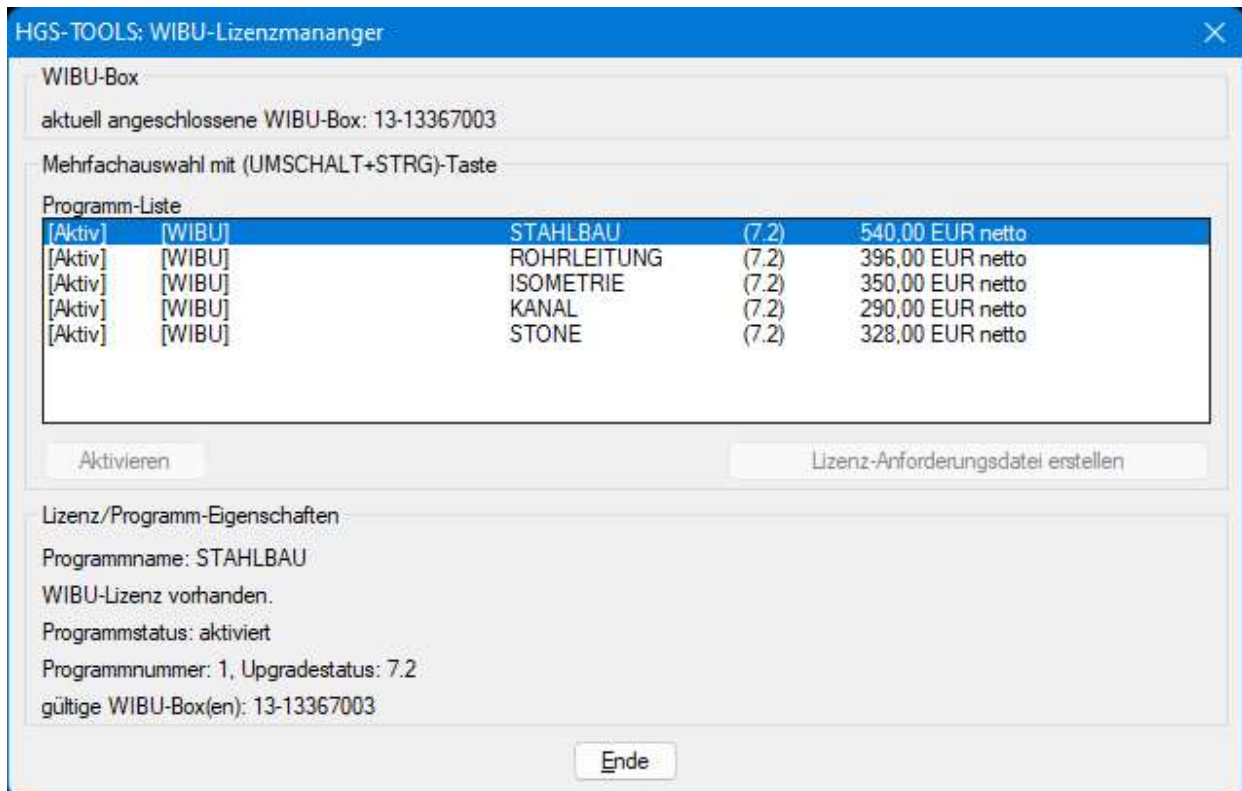 HGS-TOOLS: WIBU-Lizenzmananger
WIBU-Box
aktuell angeschlossene WIBU-Box: 13-13367003
Mehrfachauswahl mit (UMSCHALT+STRG)-Taste
Programm-Liste
[Aktiv] [WIBU] STAHLBAU (7.2) 540,00 EUR netto
[Aktiv] [WIBU] ROHRLEITUNG (7.2) 396,00 EUR netto
[Aktiv] [WIBU] ISOMETRIE (7.2) 350,00 EUR netto
[Aktiv] [WIBU] KANAL (7.2) 290,00 EUR netto
[Aktiv] [WIBU] STONE (7.2) 328,00 EUR netto
Aktivieren Lizenz-Anforderungsdatei erstellen
Lizenz/Programm-Eigenschaften
Programmname: STAHLBAU
WIBU-Lizenz vorhanden.
Programmstatus: aktiviert
Programmnummer: 1, Upgradestatus: 7.2
gültige WIBU-Box(en): 13-13367003
Ende